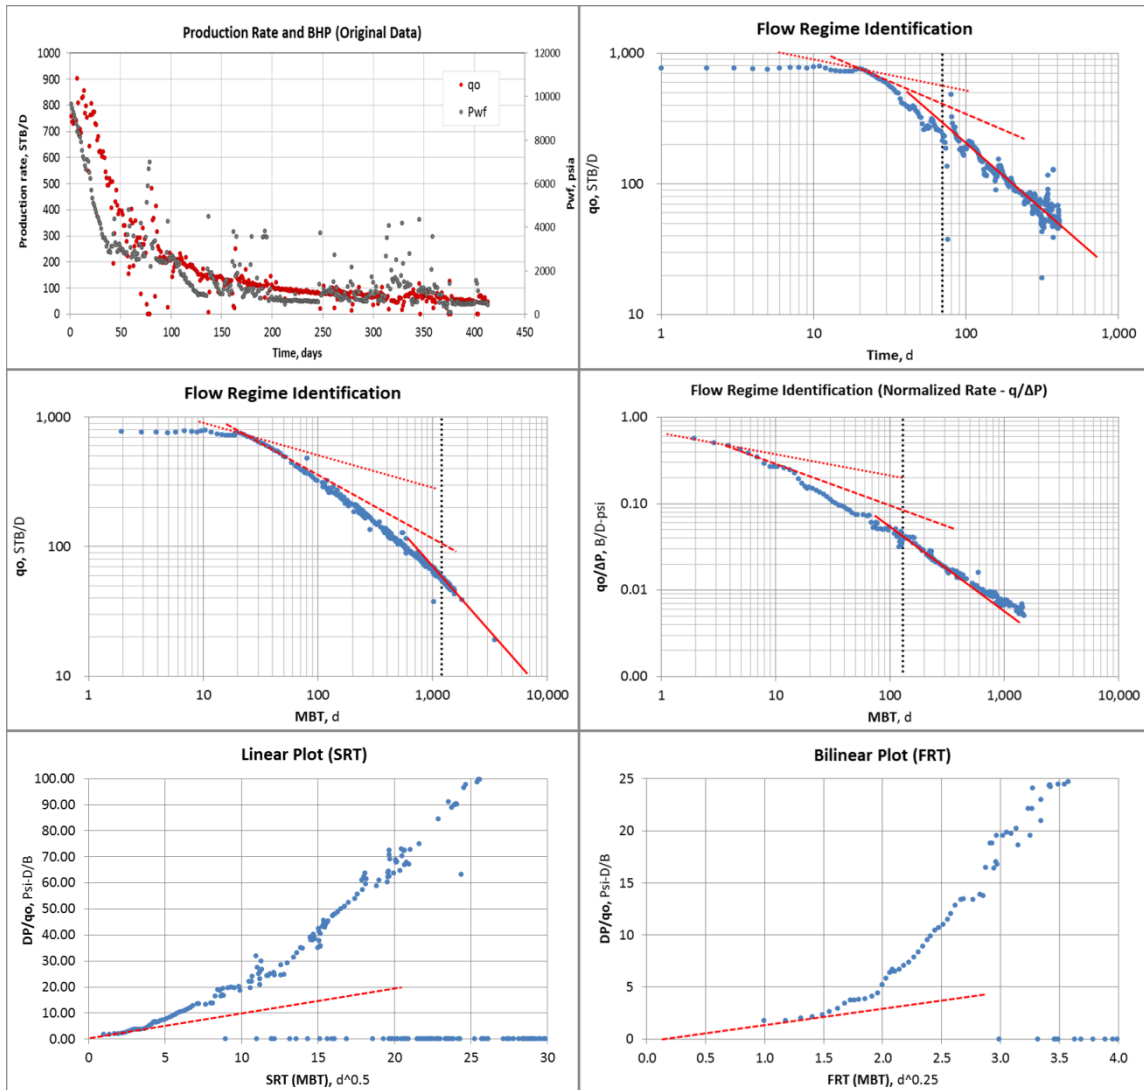 Production Rate and BHP (Original Data)
1000
900
800
700
600
500
400
300
200
100
0
12000
10000
8000
6000
4000
2000
0
qo
Pwf
Production rate, STB/D
Pwf, psia
0 50 100 150 200 250 300 350 400 450
Time, days
Flow Regime Identification
1,000
100
10
qo, STB/D
1 10 100 1,000
Time, d
Flow Regime Identification
1,000
100
10
qo, STB/D
1 10 100 1,000 10,000
MBT, d
Flow Regime Identification (Normalized Rate - q/ΔP)
1.00
0.10
0.01
0.00
qo/ΔP, B/D-psi
1 10 100 1,000 10,000
MBT, d
Linear Plot (SRT)
100.00
90.00
80.00
70.00
60.00
50.00
40.00
30.00
20.00
10.00
0.00
DP/qo, Psi-D/B
0 5 10 15 20 25 30
SRT (MBT), d^0.5
Bilinear Plot (FRT)
25
20
15
10
5
0
DP/qo, Psi-D/B
0.0 0.5 1.0 1.5 2.0 2.5 3.0 3.5 4.0
FRT (MBT), d^0.25